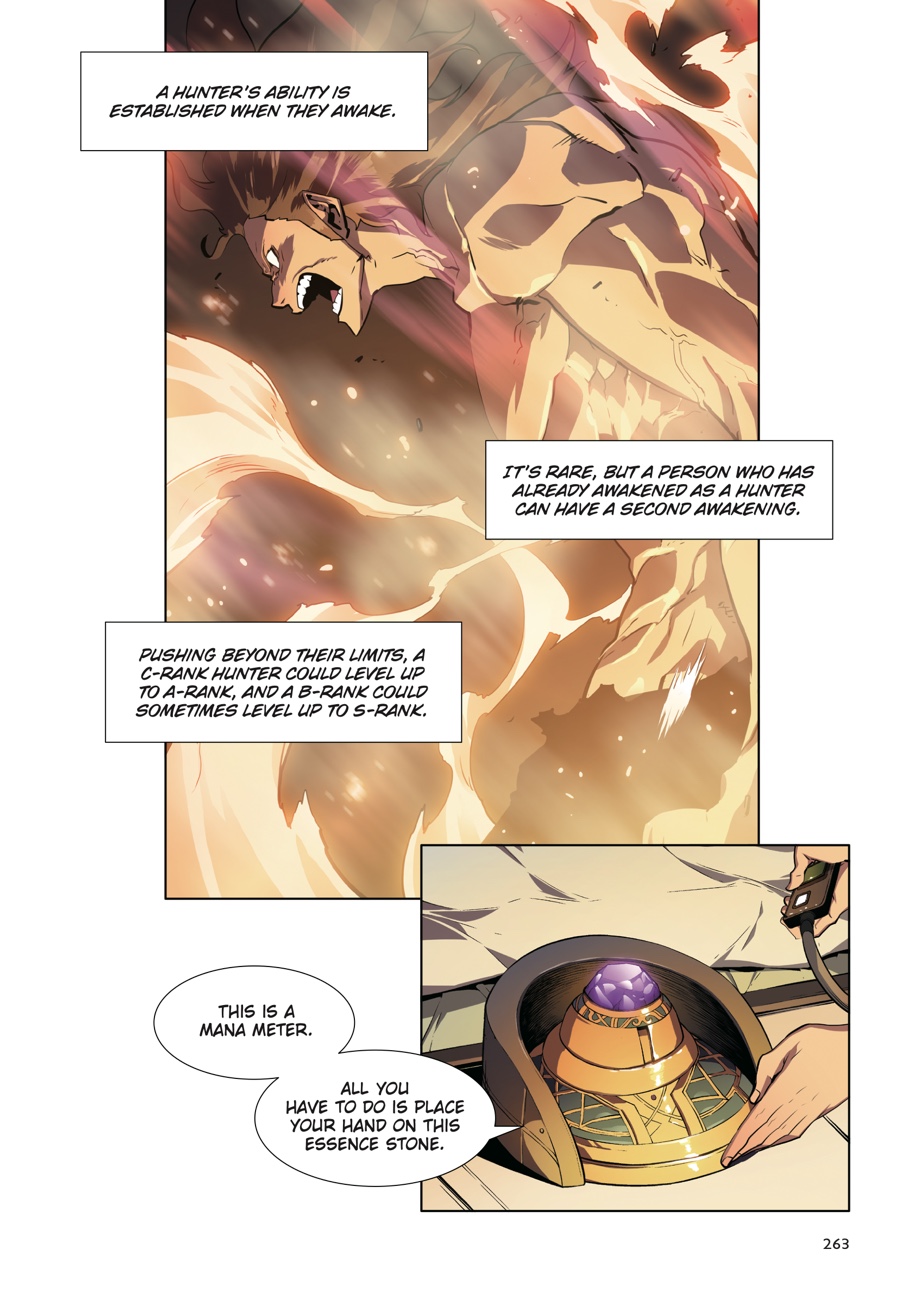 A HUNTER'S ABILITY IS
ESTABLISHED WHEN THEY AWAKE.
IT'S RARE, BUT A PERSON WHO HAS
ALREADY AWAKENED AS A HUNTER
CAN HAVE A SECOND AWAKENING.
PUSHING BEYOND THEIR LIMITS, A
C-RANK HUNTER COULD LEVEL UP
TO A-RANK, AND A B-RANK COULD
SOMETIMES LEVEL UP TO S-RANK.
THIS IS A
MANA METER.
ALL YOU
HAVE TO DO IS PLACE
YOUR HAND ON THIS
ESSENCE STONE.
263